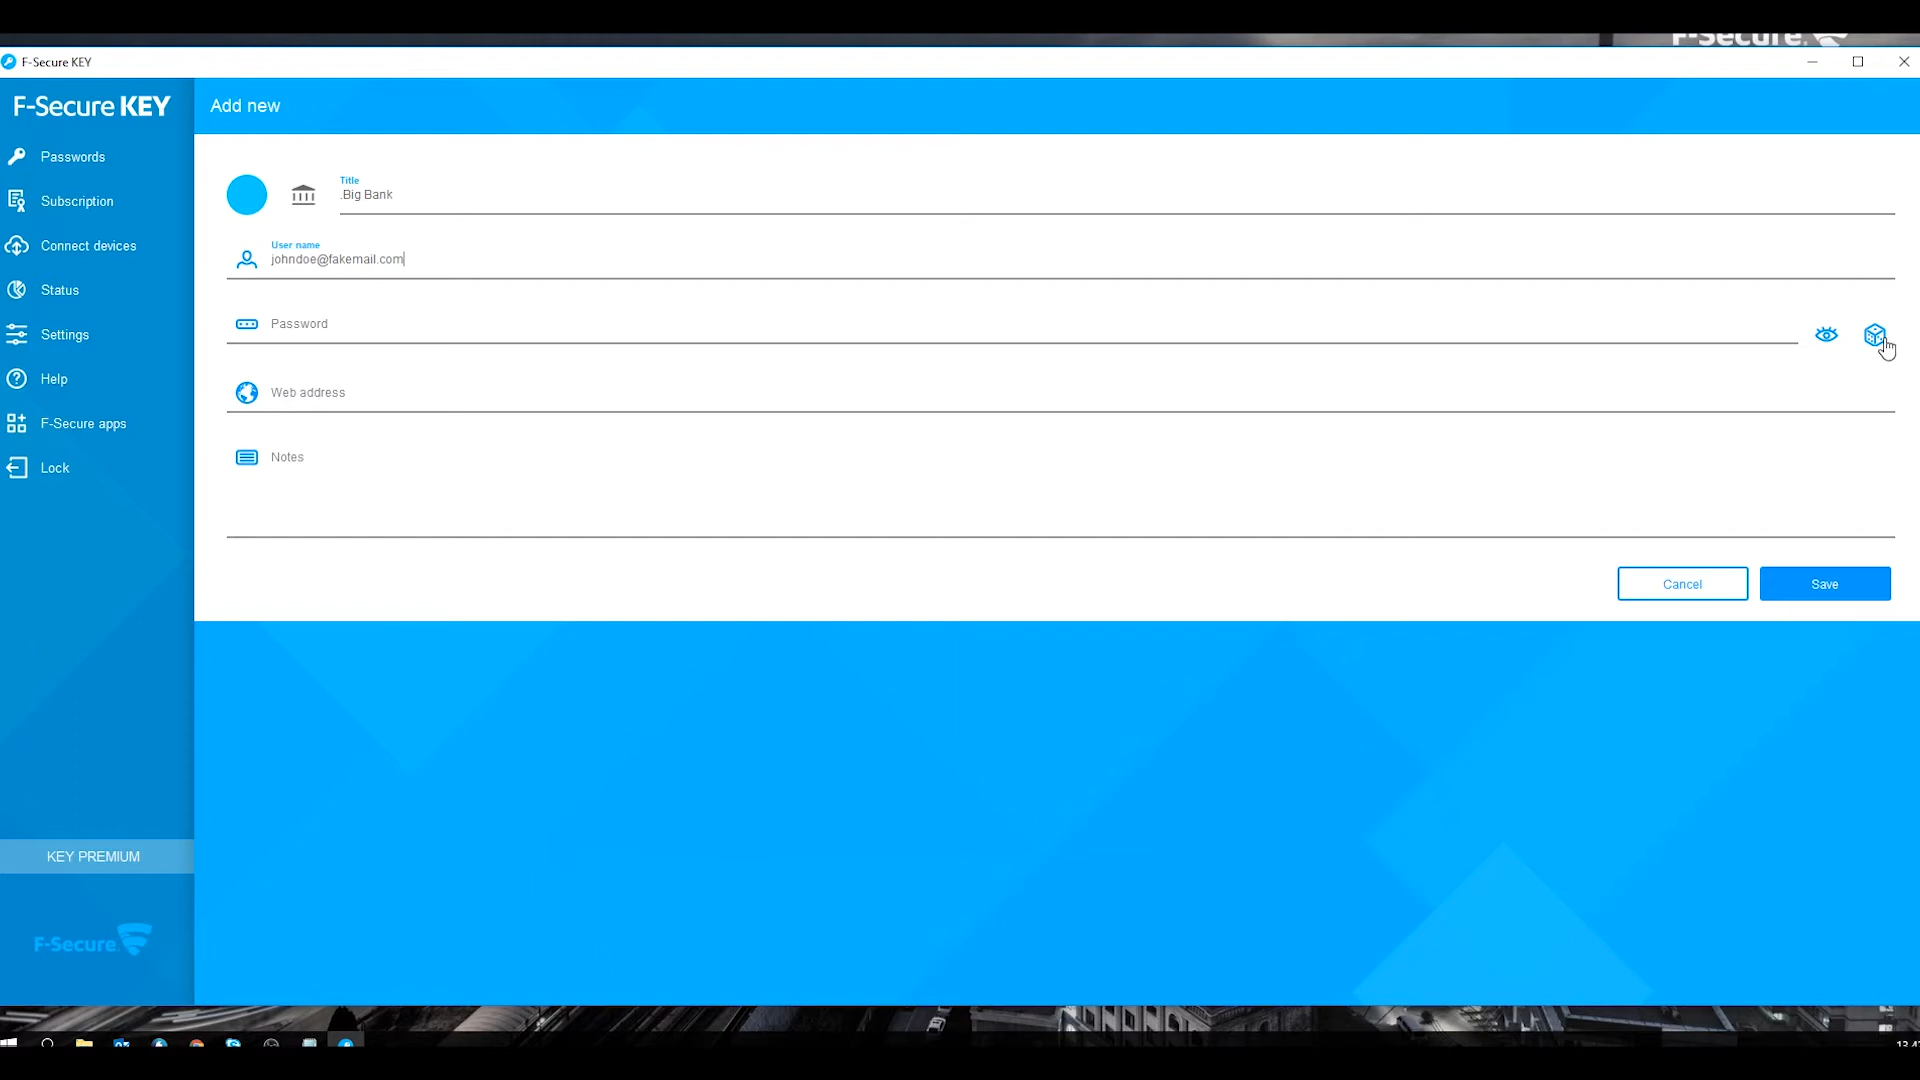 F-Secure.
F-Secure KEY
F-Secure KEY
Add new
Passwords
Subscription
Connect devices
Status
Settings
Help
F-Secure apps
Lock
KEY PREMIUM
F-Secure.
Title
.Big Bank
User name
johndoe@fakemail.com
Password
Web address
Notes
Cancel
Save